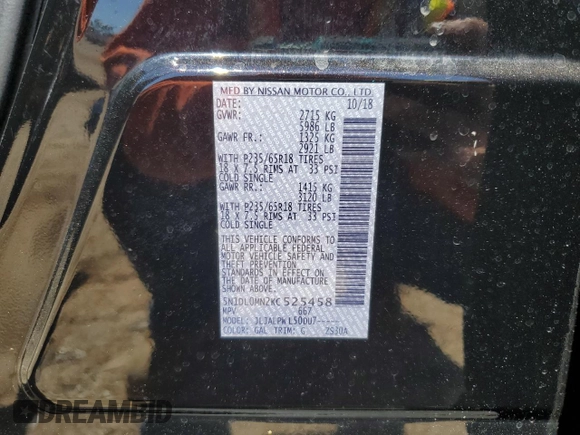 MFD BY NISSAN MOTOR CO., LTD.
DATE: 10/18
GVWR: 2715 KG
5986 LB
GAWR FR.: 1325 KG
2921 LB
WITH P235/65R18 TIRES
18 X 7.5 RIMS AT 33 PSI
COLD SINGLE
GAWR RR.: 1415 KG
3120 LB
WITH P235/65R18 TIRES
18 X 7.5 RIMS AT 33 PSI
COLD SINGLE
THIS VEHICLE CONFORMS TO
ALL APPLICABLE FEDERAL
MOTOR VEHICLE SAFETY AND
THEFT PREVENTION
STANDARDS IN EFFECT ON
THE DATE OF MANUFACTURE
SHOWN ABOVE.
5N1DL0MN2KC525458
MPV 667
MODEL:
COLOR: GAL TRIM: G
DREAMBID